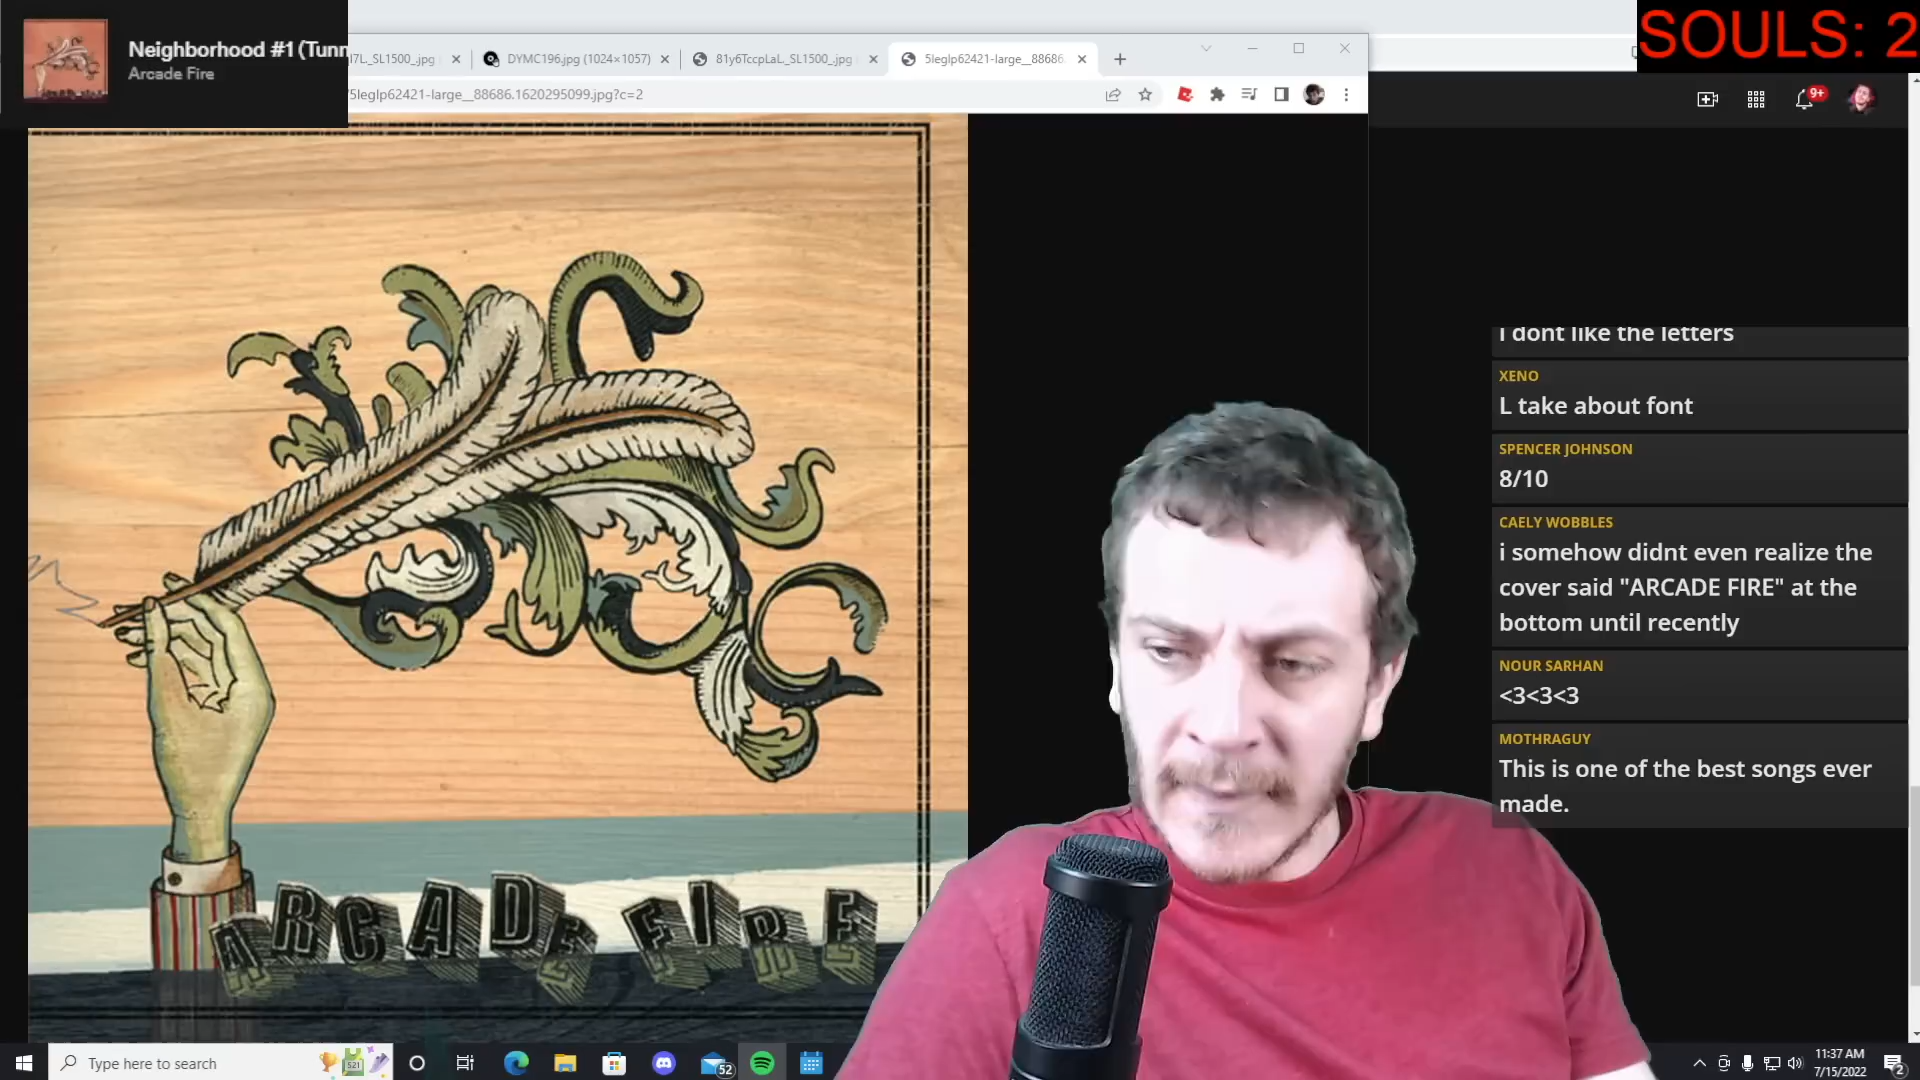 Neighborhood #1 (Tunn
Arcade Fire
I7L._SL1500_.jpg
DYMC196.jpg (1024×1057)
81y6TccpLaL._SL1500_.jpg
5leglp62421-large__88686
SOULS: 2
5leglp62421-large__88686.1620295099.jpg?c=2
9+
I dont like the letters
XENO
L take about font
SPENCER JOHNSON
8/10
CAELY WOBBLES
i somehow didnt even realize the
cover said "ARCADE FIRE" at the
bottom until recently
NOUR SARHAN
<3<3<3
MOTHRAGUY
This is one of the best songs ever
made.
ARCADE FIRE
Type here to search
521
52
11:37 AM
7/15/2022
2